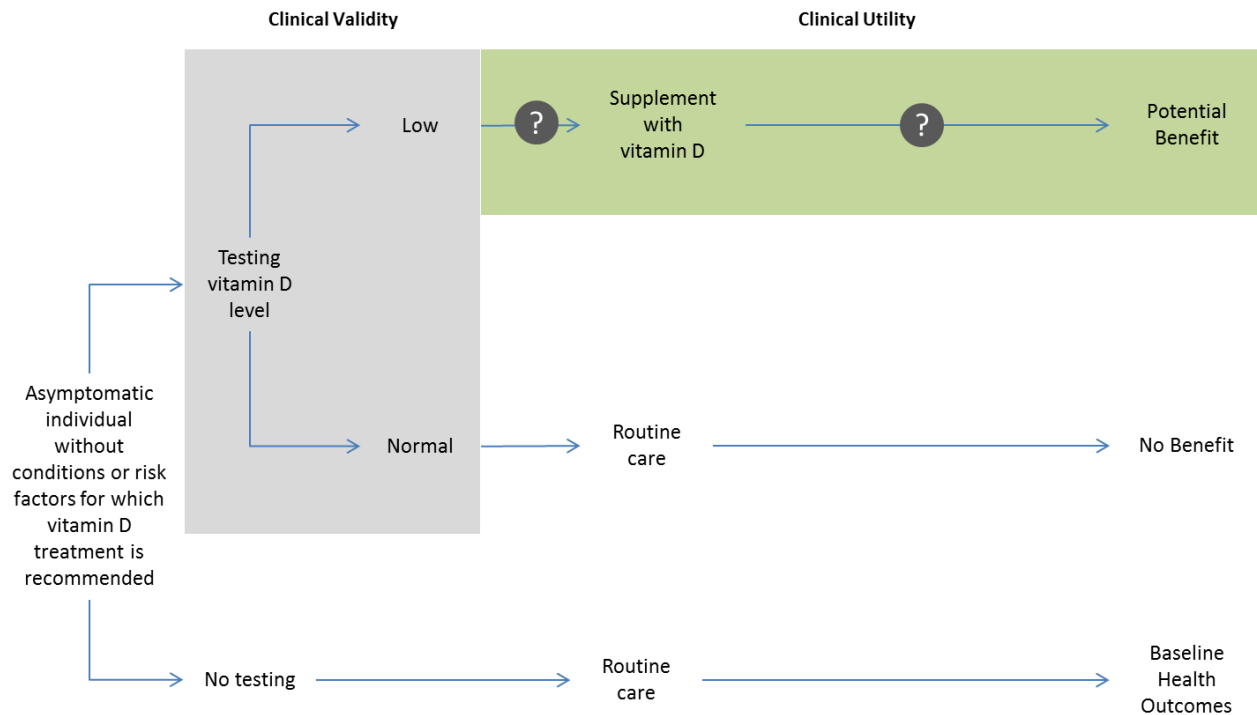 Clinical Validity
Clinical Utility
Low
?
Supplement
with
vitamin D
?
Potential
Benefit
Testing
vitamin D
level
Asymptomatic
individual
without
conditions or risk
factors for which
vitamin D
treatment is
recommended
Normal
Routine
care
No Benefit
No testing
Routine
care
Baseline
Health
Outcomes